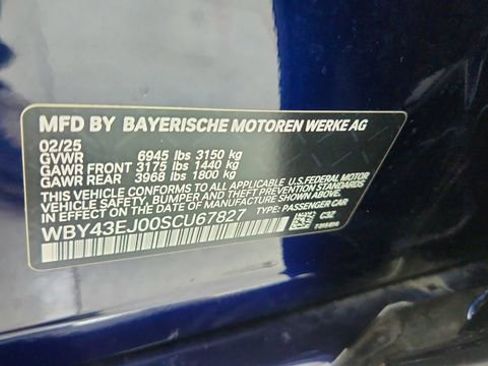 MFD BY BAYERISCHE MOTOREN WERKE AG
02/25
GVWR 6945 lbs 3150 kg
GAWR FRONT 3175 lbs 1440 kg
GAWR REAR 3968 lbs 1800 kg
THIS VEHICLE CONFORMS TO ALL APPLICABLE U.S. FEDERAL MOTOR
VEHICLE SAFETY, BUMPER AND THEFT PREVENTION STANDARDS
IN EFFECT ON THE DATE OF MANUFACTURE SHOWN ABOVE.
WBY43EJ00SCU67827 TYPE: PASSENGER CAR
C3Z